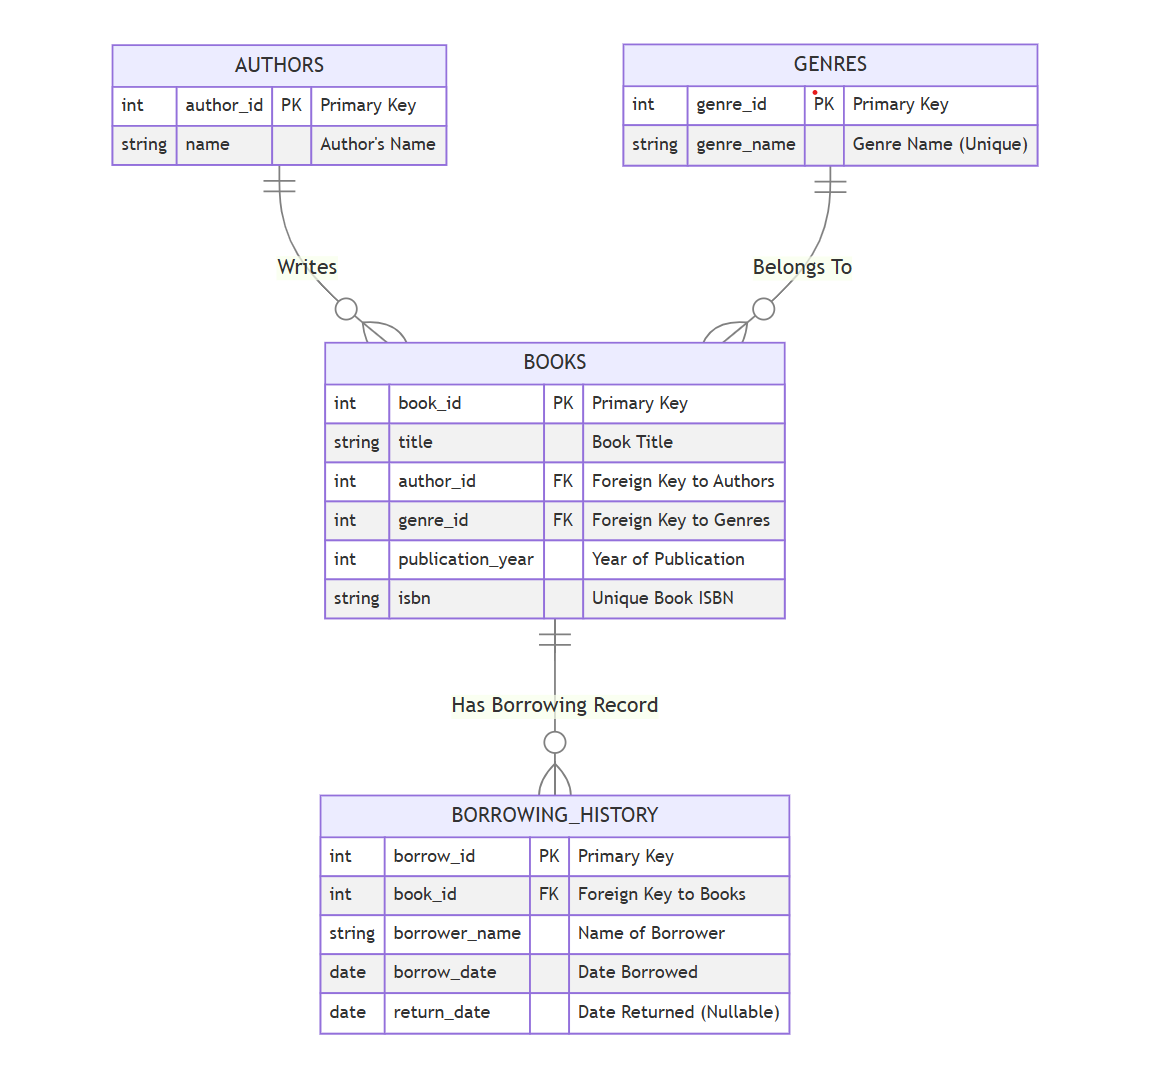 AUTHORS
int author_id PK Primary Key
string name Author's Name
GENRES
int genre_id PK Primary Key
string genre_name Genre Name (Unique)
Writes
Belongs To
BOOKS
int book_id PK Primary Key
string title Book Title
int author_id FK Foreign Key to Authors
int genre_id FK Foreign Key to Genres
int publication_year Year of Publication
string isbn Unique Book ISBN
Has Borrowing Record
BORROWING_HISTORY
int borrow_id PK Primary Key
int book_id FK Foreign Key to Books
string borrower_name Name of Borrower
date borrow_date Date Borrowed
date return_date Date Returned (Nullable)